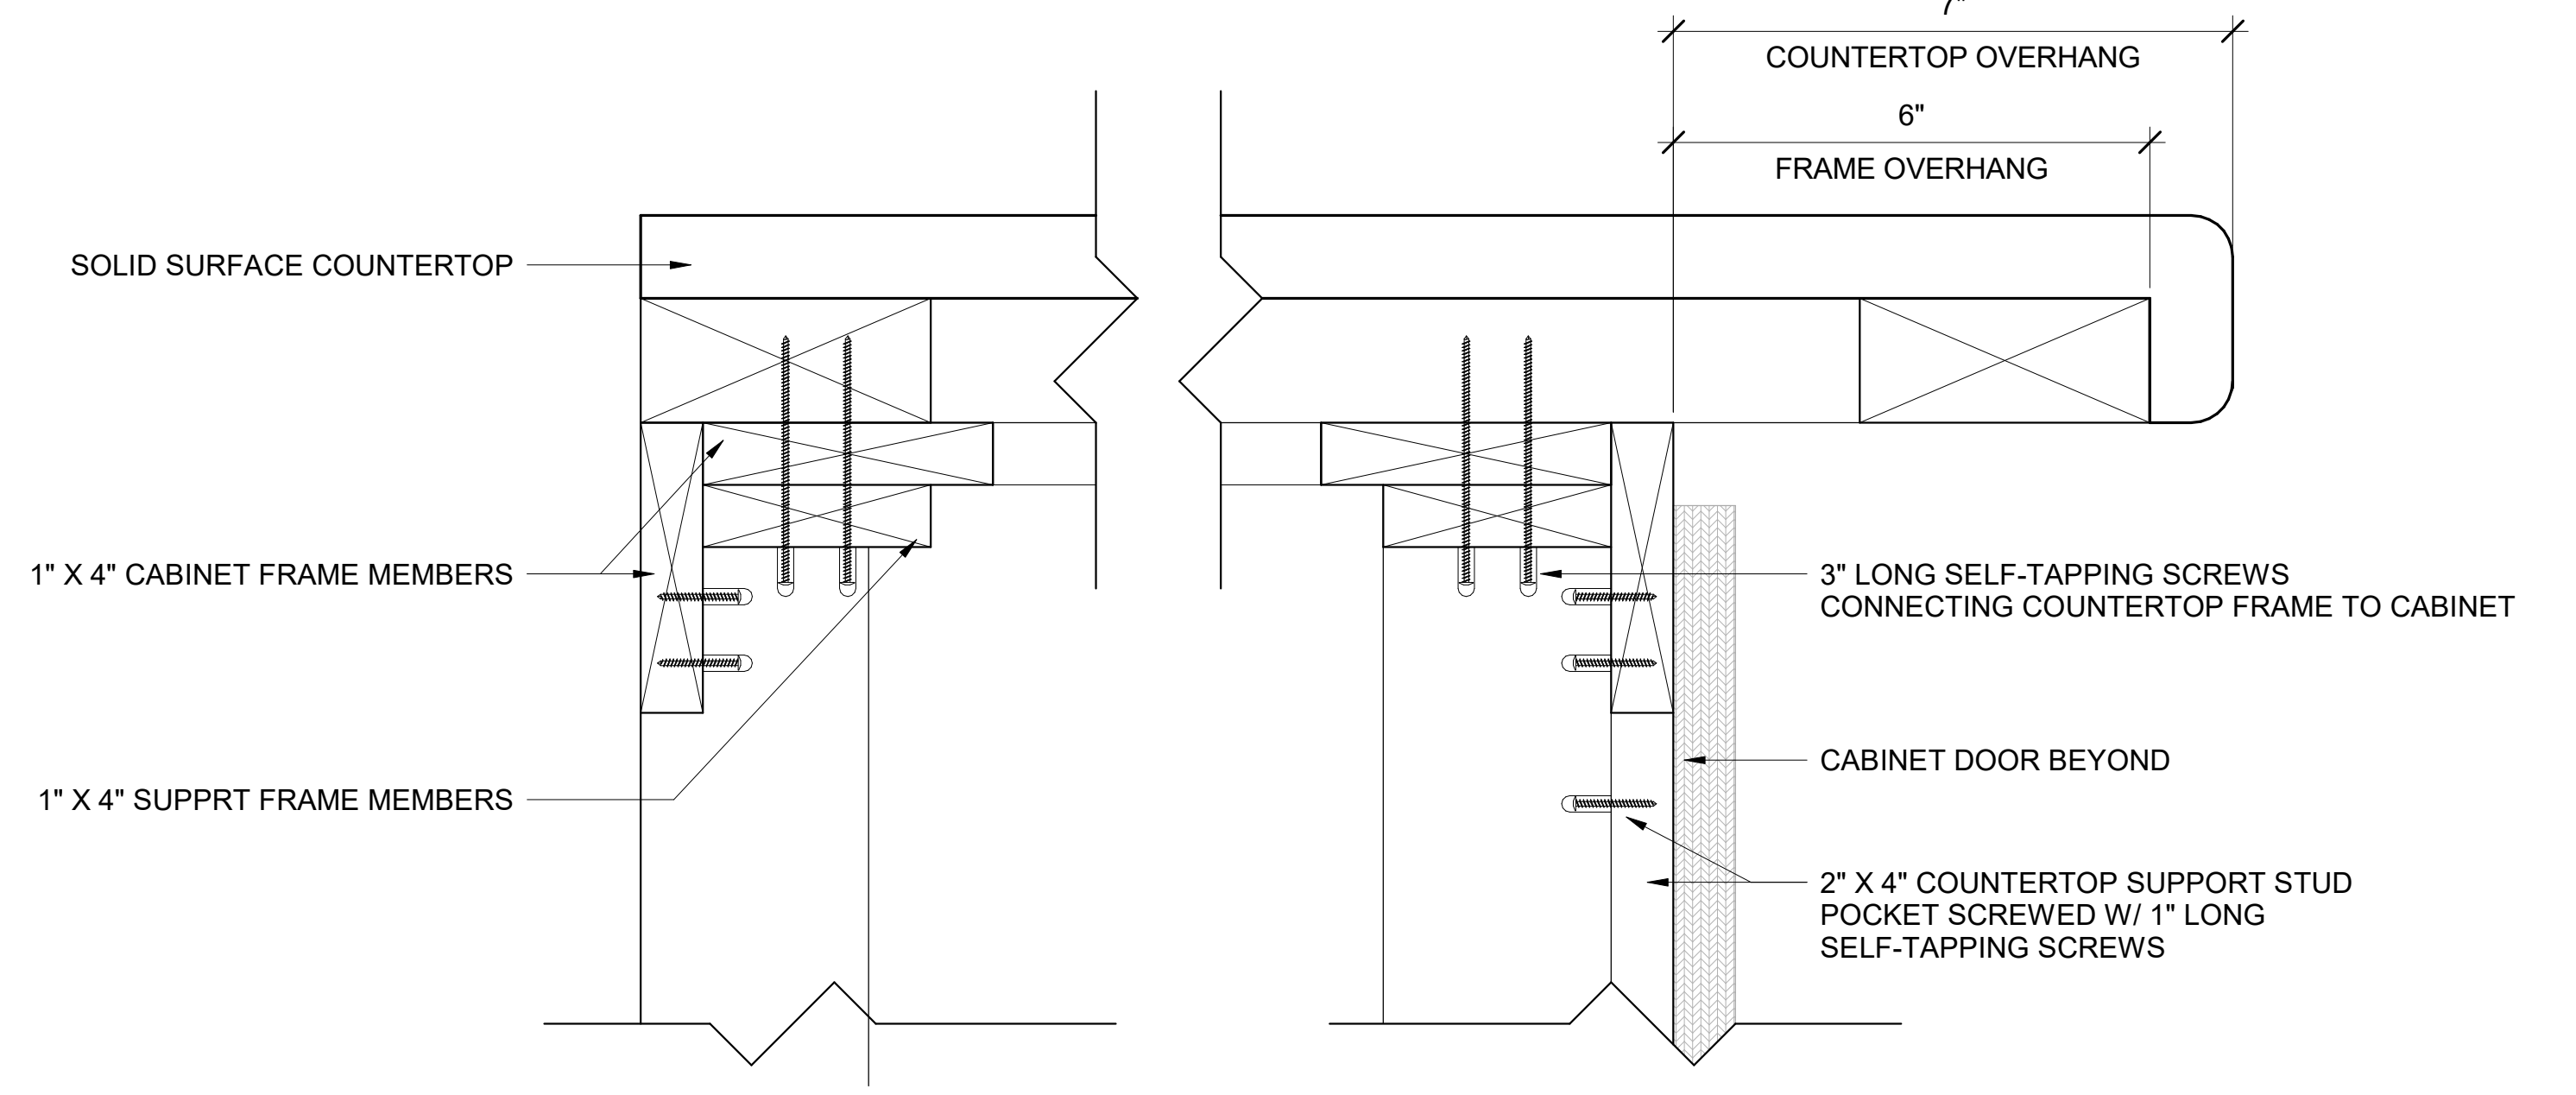 7"
COUNTERTOP OVERHANG
6"
FRAME OVERHANG
SOLID SURFACE COUNTERTOP
1" X 4" CABINET FRAME MEMBERS
3" LONG SELF-TAPPING SCREWS
CONNECTING COUNTERTOP FRAME TO CABINET
CABINET DOOR BEYOND
1" X 4" SUPPRT FRAME MEMBERS
2" X 4" COUNTERTOP SUPPORT STUD
POCKET SCREWED W/ 1" LONG
SELF-TAPPING SCREWS